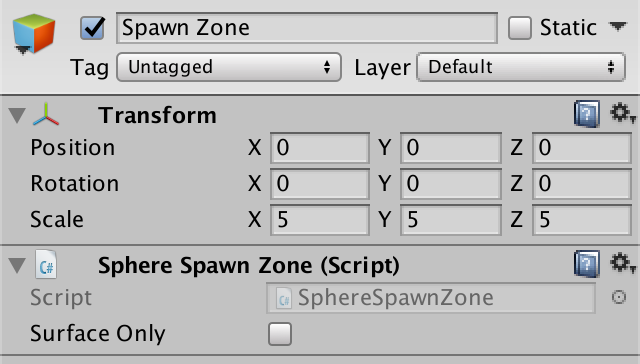 Spawn Zone Static
Tag Untagged Layer Default
Transform
Position X 0 Y 0 Z 0
Rotation X 0 Y 0 Z 0
Scale X 5 Y 5 Z 5
C# Sphere Spawn Zone (Script)
Script C# SphereSpawnZone
Surface Only